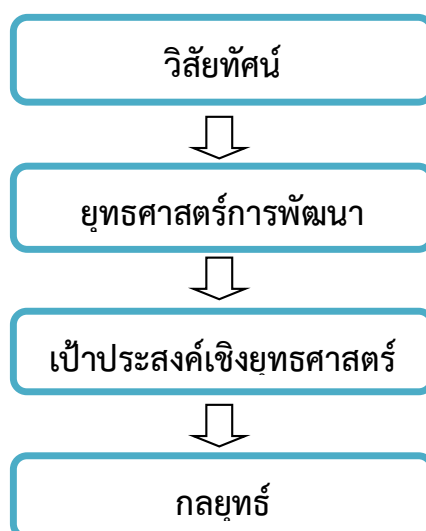 วิสัยทัศน์
ยุทธศาสตร์การพัฒนา
เป้าประสงค์เชิงยุทธศาสตร์
กลยุทธ์